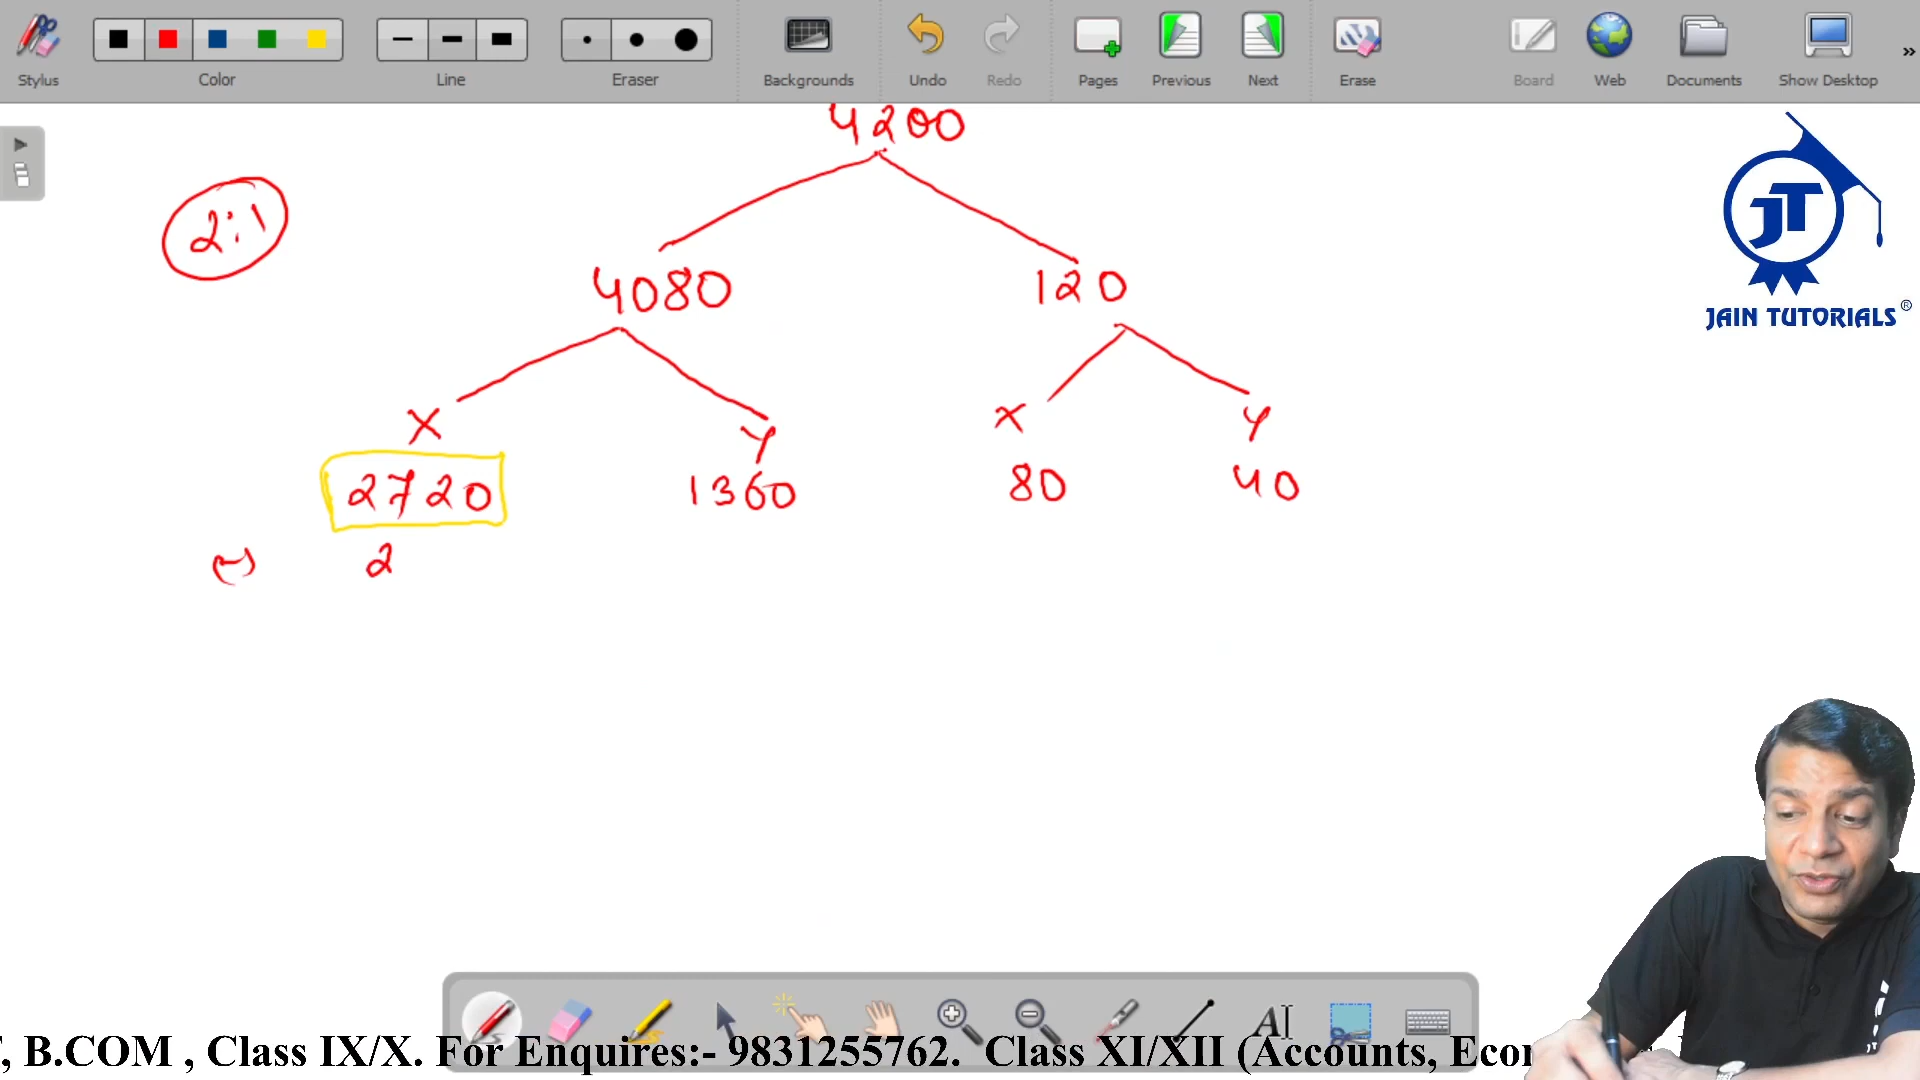 Stylus Color Line Eraser Backgrounds Undo Redo Pages Previous Next Erase Board Web Documents Show Desktop »
4200
2:1
JT
4080 120
JAIN TUTORIALS®
X Y X Y
2720 1360 80 40
(-) 2
AI
, B.COM , Class IX/X. For Enquires:- 9831255762. Class XI/XII (Accounts,